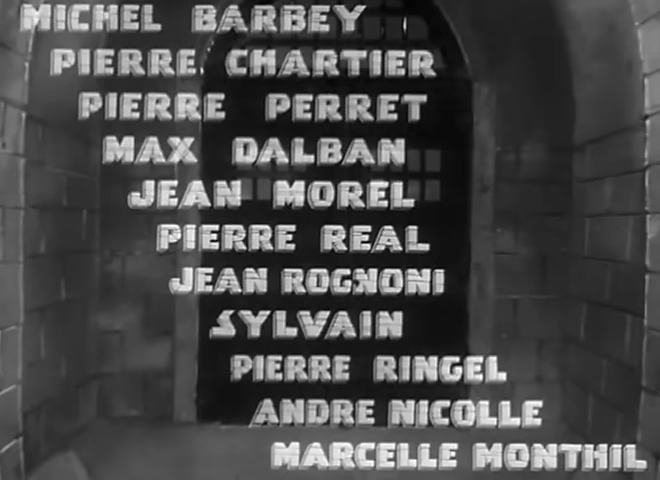 MICHEL BARBEY
PIERRE CHARTIER
PIERRE PERRET
MAX DALBAN
JEAN MOREL
PIERRE REAL
JEAN ROGNONI
SYLVAIN
PIERRE RINGEL
ANDRE NICOLLE
MARCELLE MONTHIL